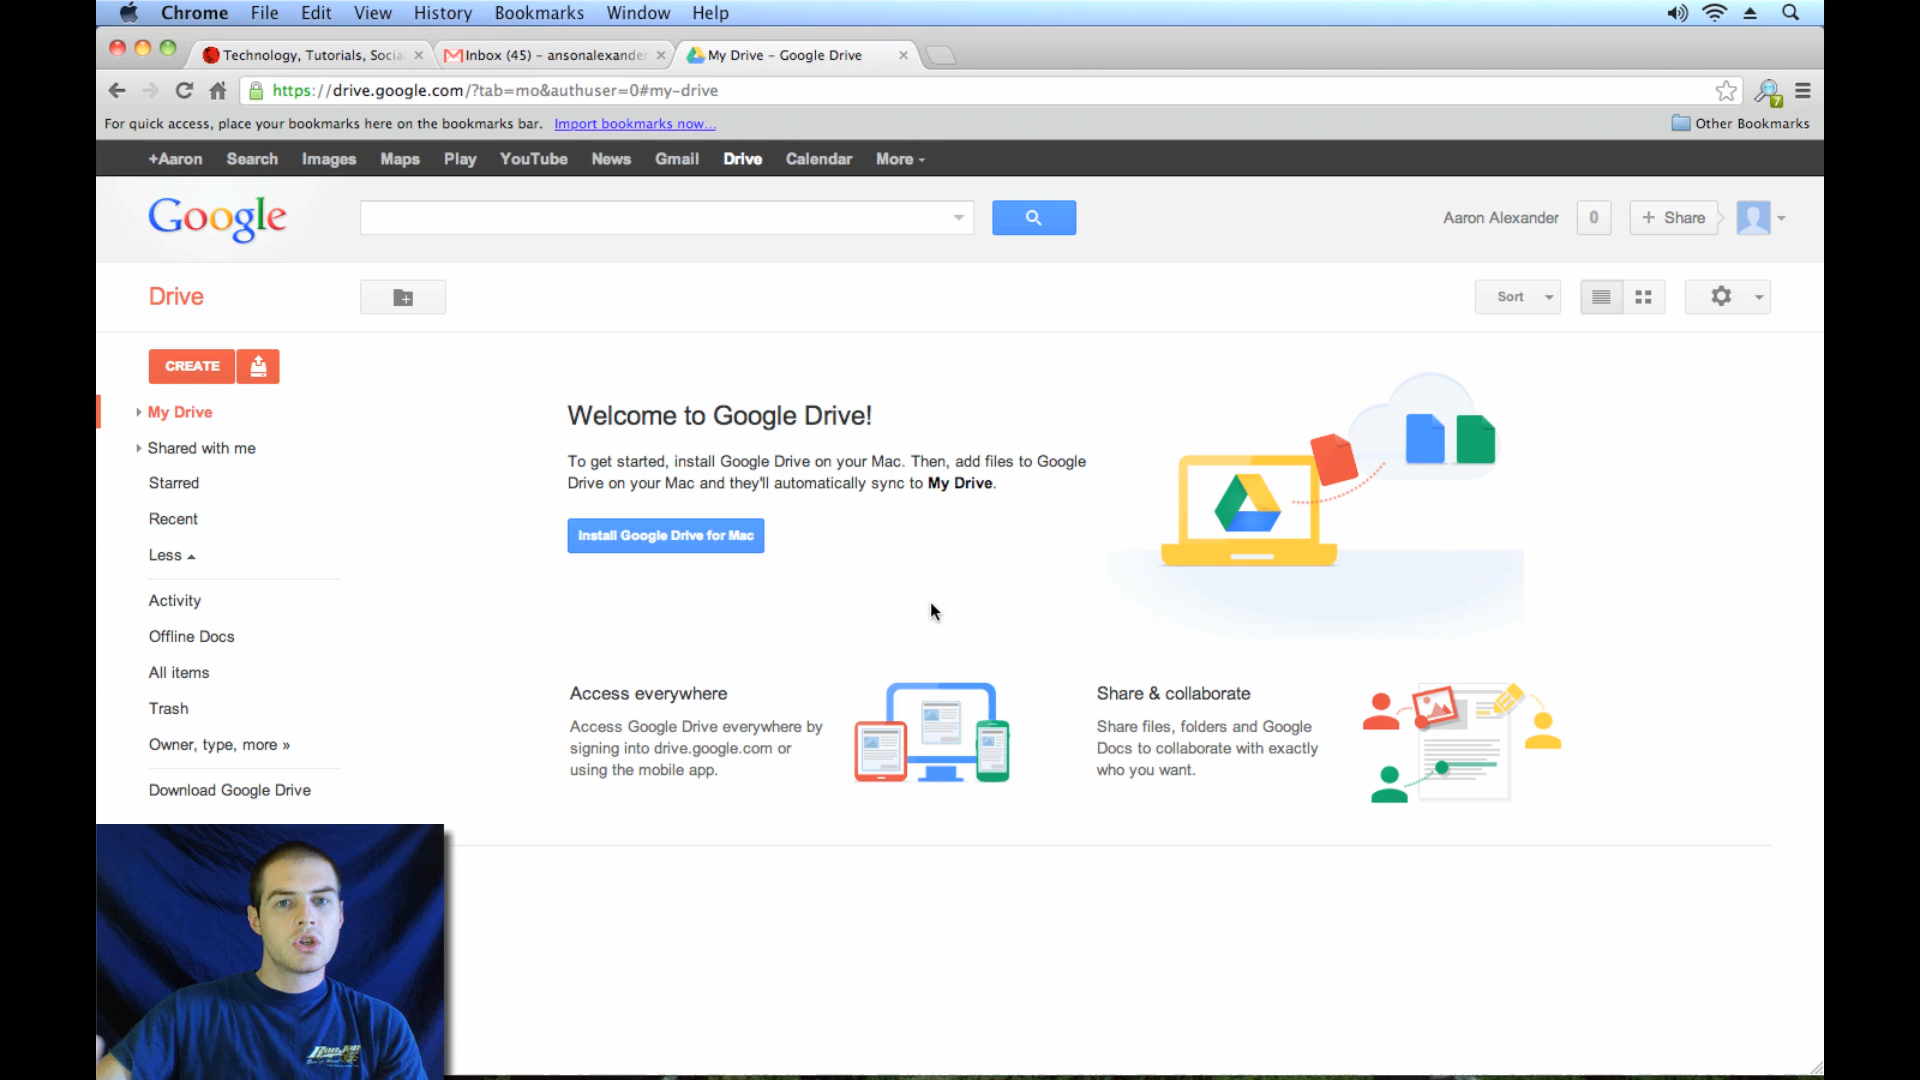 Chrome File Edit View History Bookmarks Window Help
Technology, Tutorials, Socia
Inbox (45) - ansonalexander
My Drive - Google Drive
https://drive.google.com/?tab=mo&authuser=0#my-drive
7
For quick access, place your bookmarks here on the bookmarks bar. Import bookmarks now...
Other Bookmarks
+Aaron Search Images Maps Play YouTube News Gmail Drive Calendar More
Google
Aaron Alexander 0 + Share
Drive
Sort
CREATE
My Drive
Shared with me
Starred
Recent
Less
Activity
Offline Docs
All items
Trash
Owner, type, more »
Download Google Drive
Welcome to Google Drive!
To get started, install Google Drive on your Mac. Then, add files to Google
Drive on your Mac and they'll automatically sync to My Drive.
Install Google Drive for Mac
Access everywhere
Access Google Drive everywhere by
signing into drive.google.com or
using the mobile app.
Share & collaborate
Share files, folders and Google
Docs to collaborate with exactly
who you want.